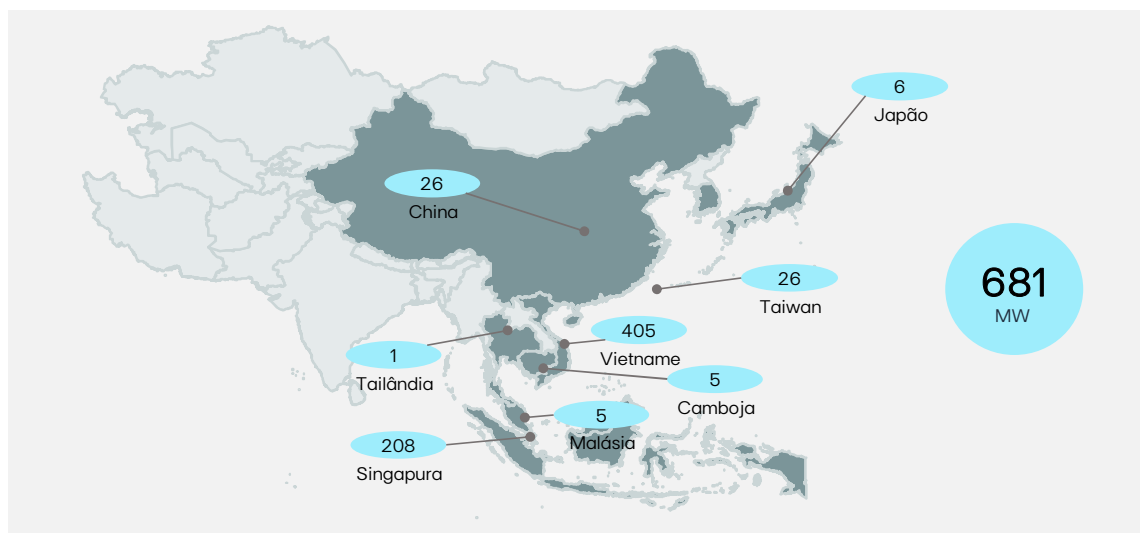 6
Japão
26
China
26
Taiwan
681
MW
405
Vietname
1
Tailândia
5
Camboja
5
Malásia
208
Singapura